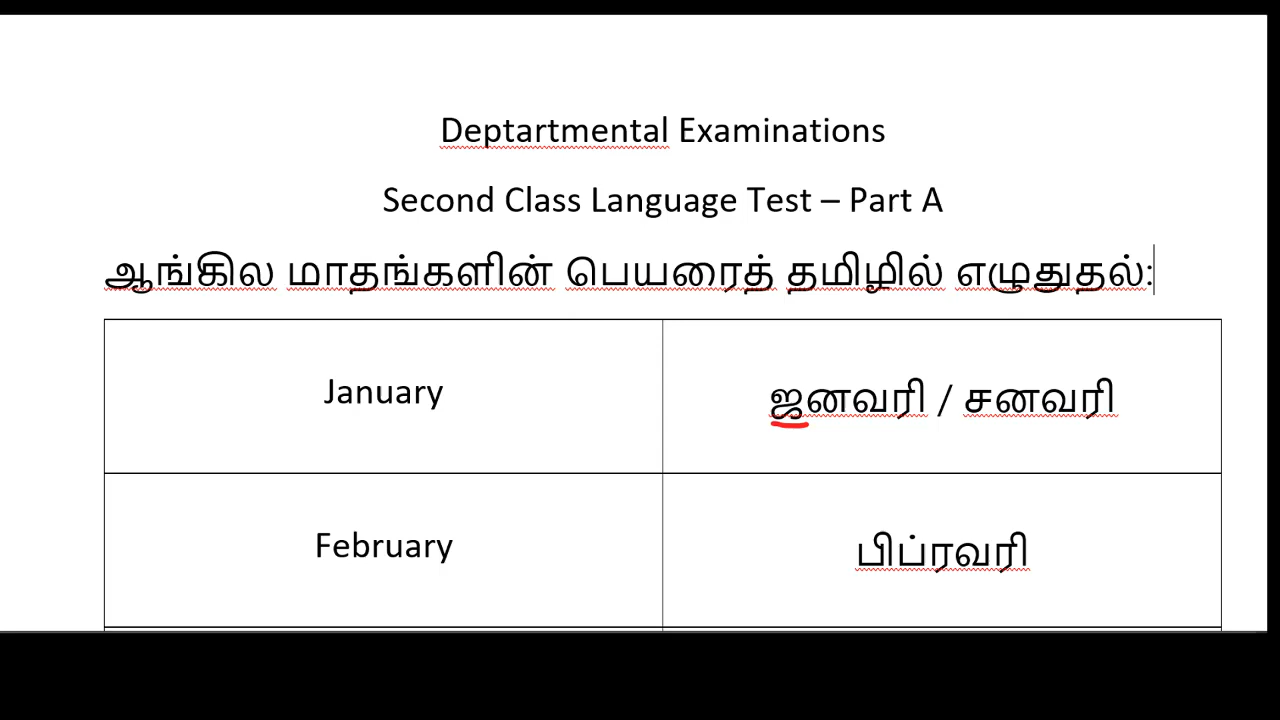 Deptartmental Examinations
Second Class Language Test – Part A
ஆங்கில மாதங்களின் பெயரைத் தமிழில் எழுதுதல்:
January
ஜனவரி / சனவரி
February
பிப்ரவரி